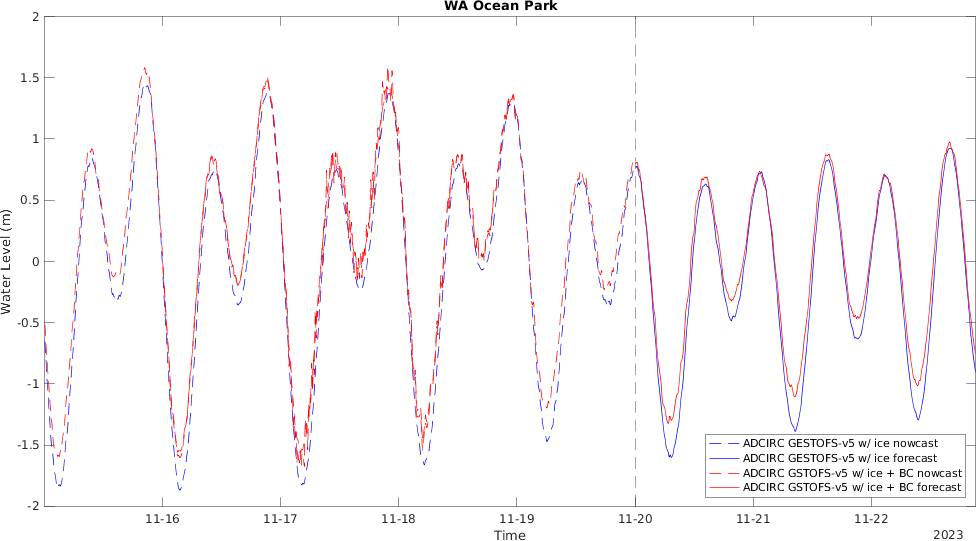 WA Ocean Park
2
1.5
1
0.5
0
-0.5
-1
-1.5
-2
Water Level (m)
11-16 11-17 11-18 11-19 11-20 11-21 11-22
Time
2023
ADCIRC GESTOFS-v5 w/ ice nowcast
ADCIRC GESTOFS-v5 w/ ice forecast
ADCIRC GSTOFS-v5 w/ ice + BC nowcast
ADCIRC GSTOFS-v5 w/ ice + BC forecast